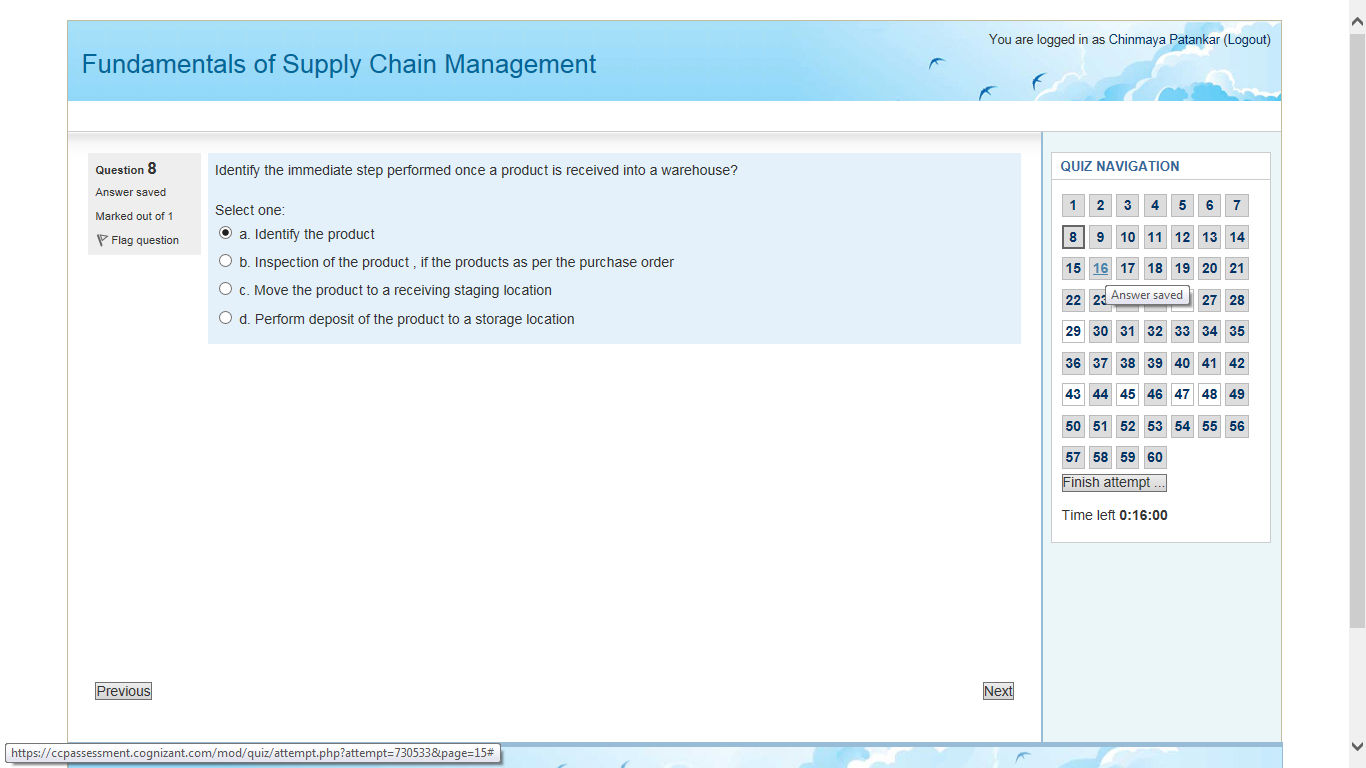 You are logged in as Chinmaya Patankar (Logout)
Fundamentals of Supply Chain Management
Question 8
Answer saved
Marked out of 1
Flag question
Identify the immediate step performed once a product is received into a warehouse?
Select one:
a. Identify the product
b. Inspection of the product , if the products as per the purchase order
c. Move the product to a receiving staging location
d. Perform deposit of the product to a storage location
QUIZ NAVIGATION
1 2 3 4 5 6 7
8 9 10 11 12 13 14
15 16 17 18 19 20 21
Answer saved
22 23 27 28
29 30 31 32 33 34 35
36 37 38 39 40 41 42
43 44 45 46 47 48 49
50 51 52 53 54 55 56
57 58 59 60
Finish attempt ...
Time left 0:16:00
Previous
Next
https://ccpassessment.cognizant.com/mod/quiz/attempt.php?attempt=730533&page=15#